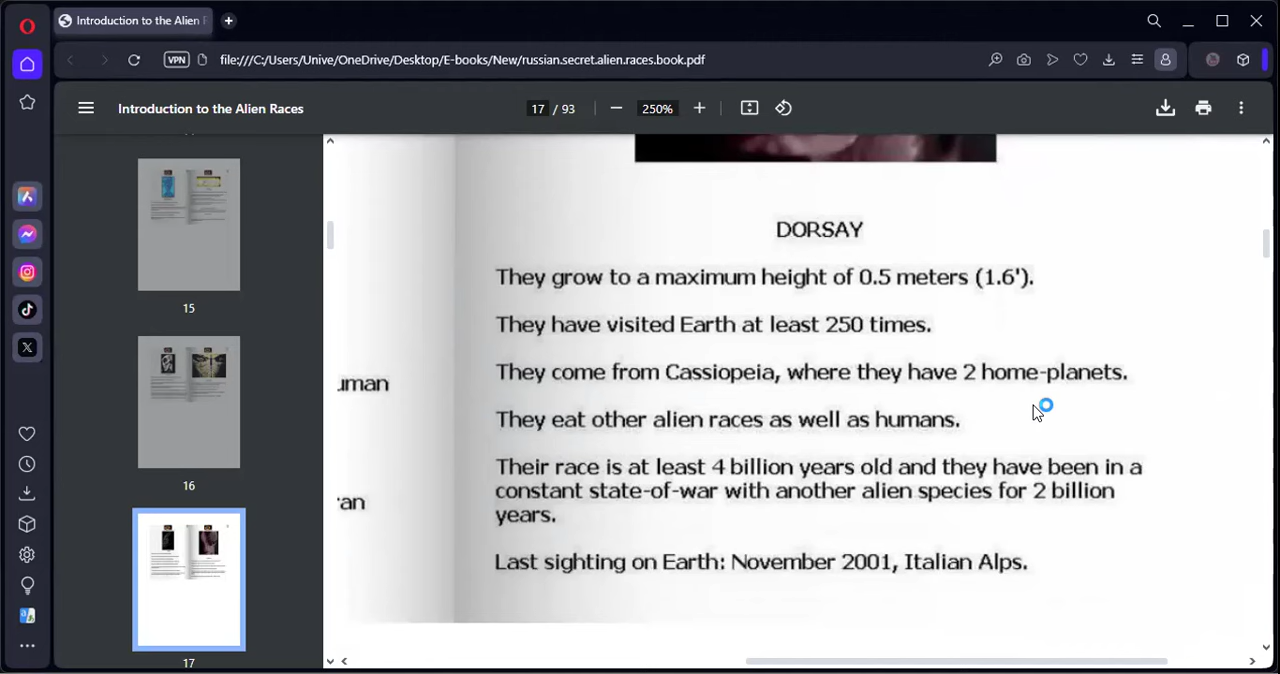 Introduction to the Alien R
VPN
file:///C:/Users/Unive/OneDrive/Desktop/E-books/New/russian.secret.alien.races.book.pdf
Introduction to the Alien Races
17 / 93
250%
15
16
17
uman
ran
DORSAY
They grow to a maximum height of 0.5 meters (1.6').
They have visited Earth at least 250 times.
They come from Cassiopeia, where they have 2 home-planets.
They eat other alien races as well as humans.
Their race is at least 4 billion years old and they have been in a
constant state-of-war with another alien species for 2 billion
years.
Last sighting on Earth: November 2001, Italian Alps.